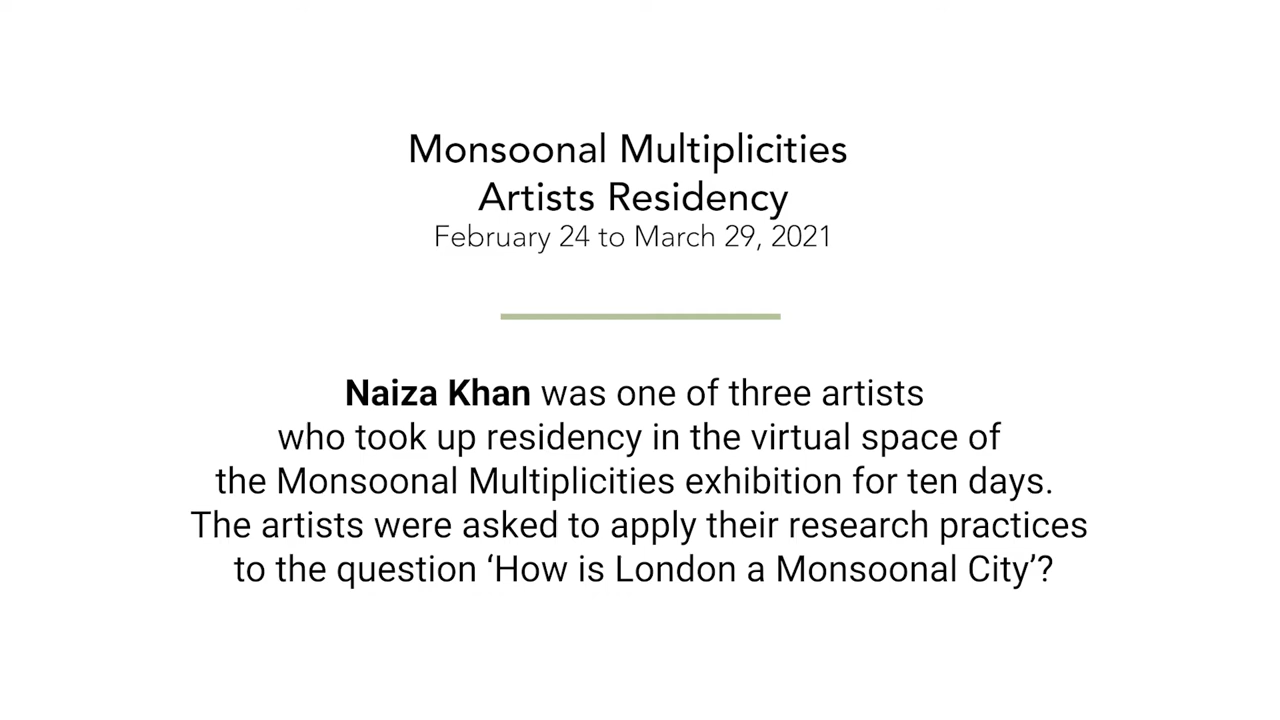 Monsoonal Multiplicities
Artists Residency
February 24 to March 29, 2021
Naiza Khan was one of three artists
who took up residency in the virtual space of
the Monsoonal Multiplicities exhibition for ten days.
The artists were asked to apply their research practices
to the question ‘How is London a Monsoonal City’?